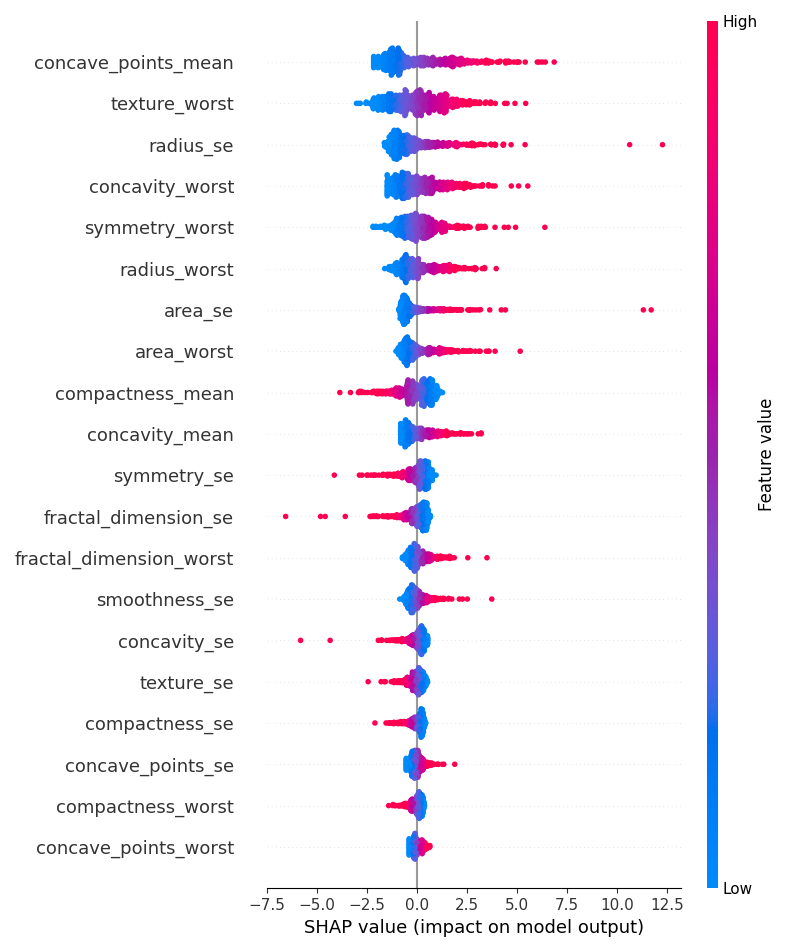 High
concave_points_mean
texture_worst
radius_se
concavity_worst
symmetry_worst
radius_worst
area_se
area_worst
compactness_mean
concavity_mean
symmetry_se
fractal_dimension_se
fractal_dimension_worst
smoothness_se
concavity_se
texture_se
compactness_se
concave_points_se
compactness_worst
concave_points_worst
Feature value
Low
−7.5 −5.0 −2.5 0.0 2.5 5.0 7.5 10.0 12.5
SHAP value (impact on model output)